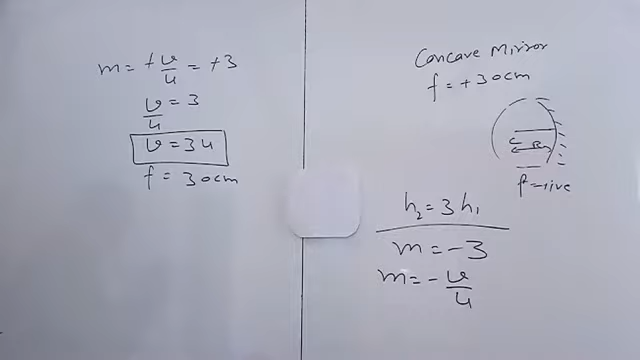 m = + v/u = +3
v/u = 3
v = 3u
f = 30cm
Concave Mirror
f = +30cm
C
f = +ive
h₂ = 3h₁
m = -3
m = - v/u